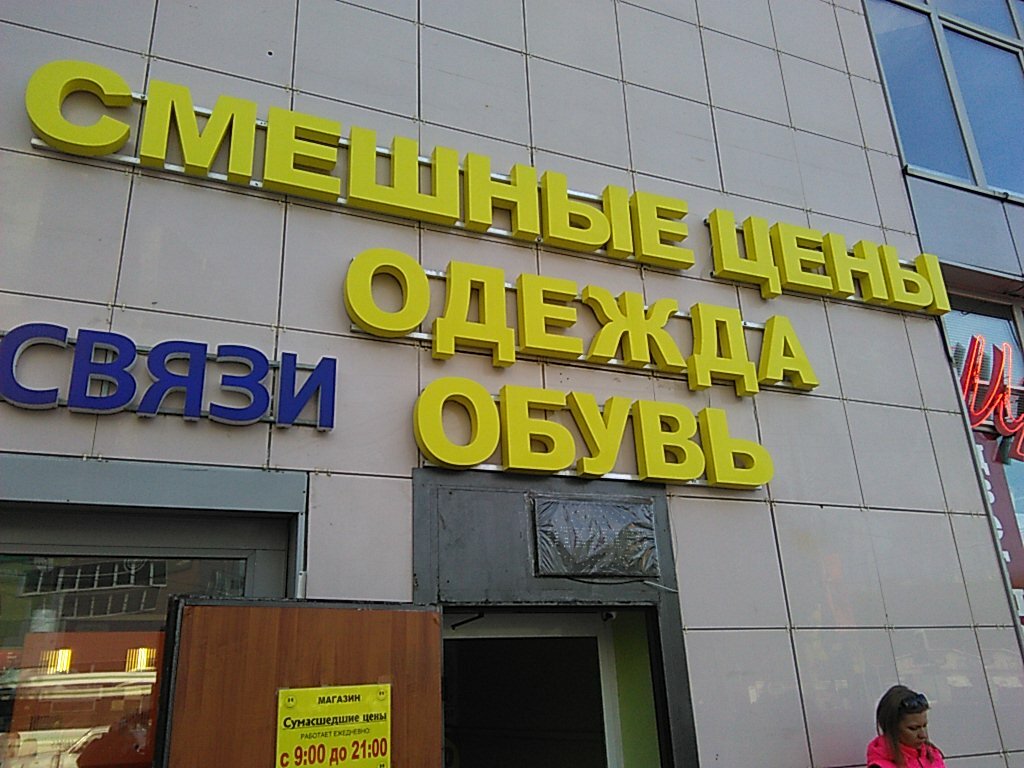 СМЕШНЫЕ ЦЕНЫ
ОДЕЖДА
ОБУВЬ
СВЯЗИ
МАГАЗИН
Сумасшедшие цены
РАБОТАЕТ ЕЖЕДНЕВНО:
с 9:00 до 21:00